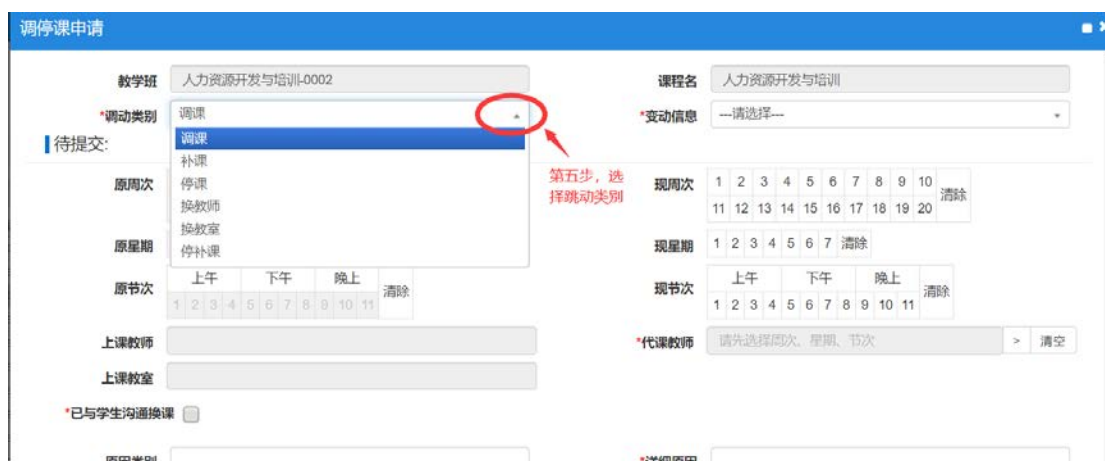 调停课申请
教学班 人力资源开发与培训-0002 课程名 人力资源开发与培训
*调动类别 调课 *变动信息 ---请选择---
待提交:
调课
补课
停课
换教师
换教室
停补课
第五步，选
择跳动类别
原周次 现周次 1 2 3 4 5 6 7 8 9 10
11 12 13 14 15 16 17 18 19 20 清除
原星期 现星期 1 2 3 4 5 6 7 清除
原节次 上午 下午 晚上
1 2 3 4 5 6 7 8 9 10 11 清除
现节次 上午 下午 晚上
1 2 3 4 5 6 7 8 9 10 11 清除
上课教师 *代课教师 请先选择周次、星期、节次 > 清空
上课教室
*已与学生沟通换课
原因类别 *详细原因